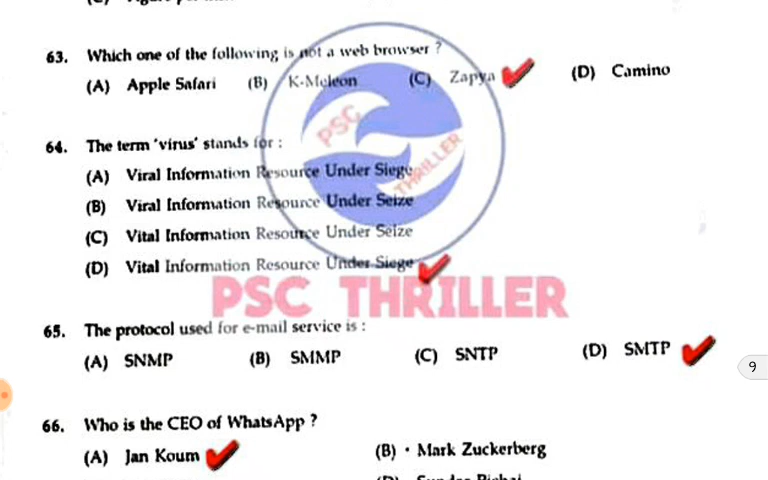 63. Which one of the following is not a web browser ?
(A) Apple Safari (B) K-Meleon (C) Zapya (D) Camino
64. The term 'virus' stands for :
(A) Viral Information Resource Under Siege
(B) Viral Information Resource Under Seize
(C) Vital Information Resource Under Seize
(D) Vital Information Resource Under Siege
PSC THRILLER
PSC THRILLER
65. The protocol used for e-mail service is :
(A) SNMP (B) SMMP (C) SNTP (D) SMTP
9
66. Who is the CEO of WhatsApp ?
(A) Jan Koum (B) · Mark Zuckerberg